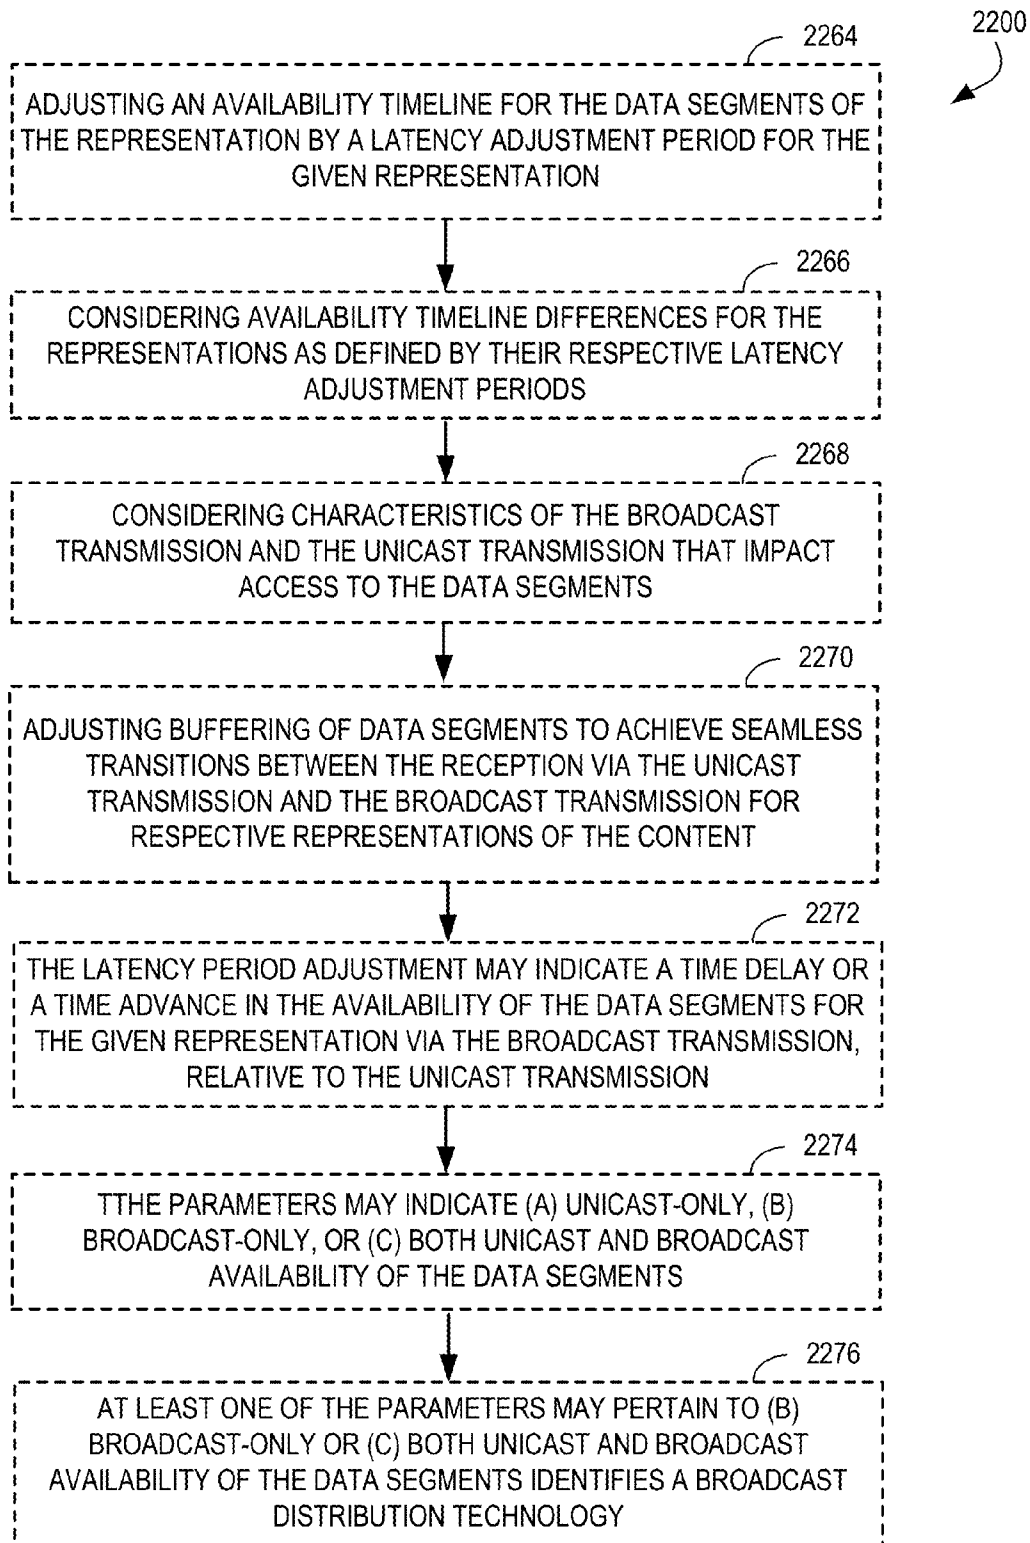 2200
2264
ADJUSTING AN AVAILABILITY TIMELINE FOR THE DATA SEGMENTS OF
THE REPRESENTATION BY A LATENCY ADJUSTMENT PERIOD FOR THE
GIVEN REPRESENTATION
2266
CONSIDERING AVAILABILITY TIMELINE DIFFERENCES FOR THE
REPRESENTATIONS AS DEFINED BY THEIR RESPECTIVE LATENCY
ADJUSTMENT PERIODS
2268
CONSIDERING CHARACTERISTICS OF THE BROADCAST
TRANSMISSION AND THE UNICAST TRANSMISSION THAT IMPACT
ACCESS TO THE DATA SEGMENTS
2270
ADJUSTING BUFFERING OF DATA SEGMENTS TO ACHIEVE SEAMLESS
TRANSITIONS BETWEEN THE RECEPTION VIA THE UNICAST
TRANSMISSION AND THE BROADCAST TRANSMISSION FOR
RESPECTIVE REPRESENTATIONS OF THE CONTENT
2272
THE LATENCY PERIOD ADJUSTMENT MAY INDICATE A TIME DELAY OR
A TIME ADVANCE IN THE AVAILABILITY OF THE DATA SEGMENTS FOR
THE GIVEN REPRESENTATION VIA THE BROADCAST TRANSMISSION,
RELATIVE TO THE UNICAST TRANSMISSION
2274
TTHE PARAMETERS MAY INDICATE (A) UNICAST-ONLY, (B)
BROADCAST-ONLY, OR (C) BOTH UNICAST AND BROADCAST
AVAILABILITY OF THE DATA SEGMENTS
2276
AT LEAST ONE OF THE PARAMETERS MAY PERTAIN TO (B)
BROADCAST-ONLY OR (C) BOTH UNICAST AND BROADCAST
AVAILABILITY OF THE DATA SEGMENTS IDENTIFIES A BROADCAST
DISTRIBUTION TECHNOLOGY